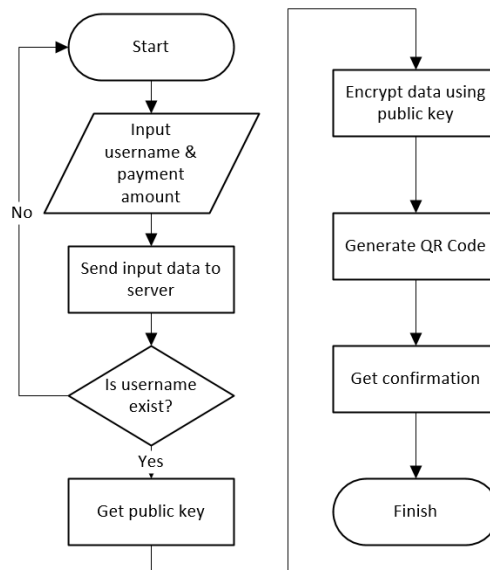 Start
Input
username &
payment
amount
No
Send input data to
server
Is username
exist?
Yes
Get public key
Encrypt data using
public key
Generate QR Code
Get confirmation
Finish